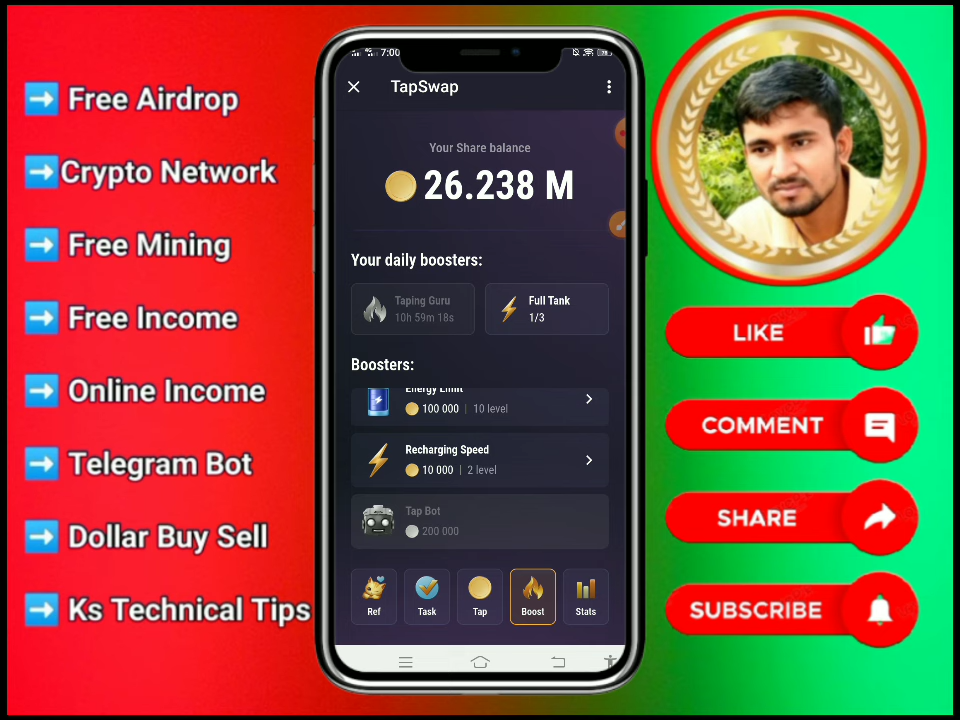 Free Airdrop
Crypto Network
Free Mining
Free Income
Online Income
Telegram Bot
Dollar Buy Sell
Ks Technical Tips
7:00
TapSwap
Your Share balance
26.238 M
Your daily boosters:
Taping Guru
10h 59m 18s
Full Tank
1/3
Boosters:
Energy Limit
100 000 | 10 level
Recharging Speed
10 000 | 2 level
Tap Bot
200 000
Ref
Task
Tap
Boost
Stats
LIKE
COMMENT
SHARE
SUBSCRIBE